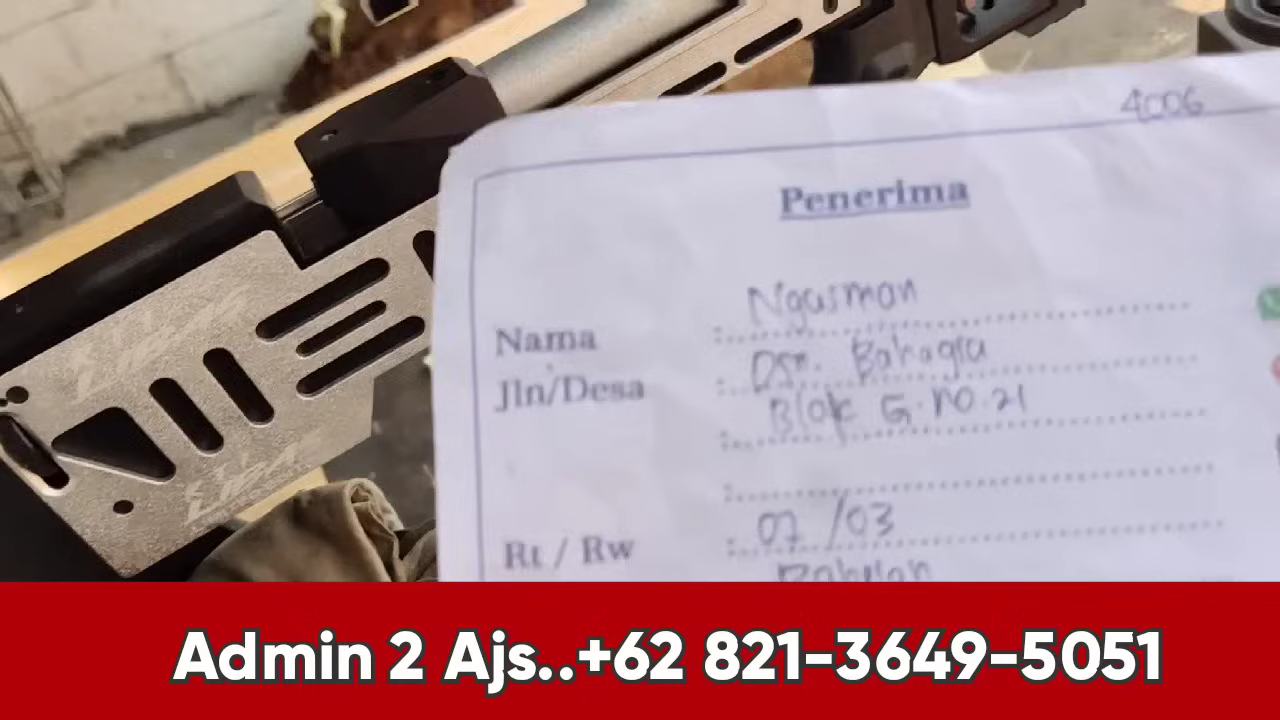 4006
Penerima
Nama : Ngusman
Jln/Desa : Dsn. Bahagia
: Blok G. no. 21
Rt / Rw : 07 /03
Admin 2 Ajs..+62 821-3649-5051